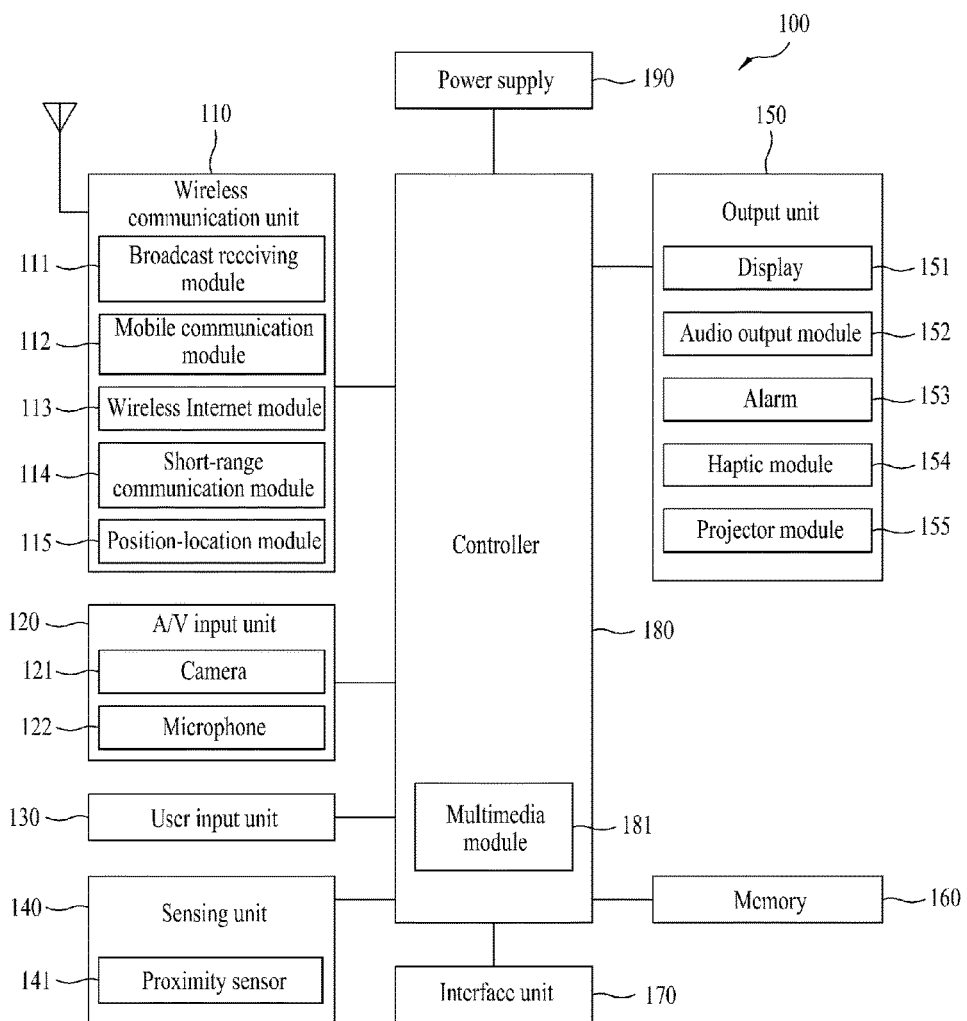 100
Power supply
190
110
150
Wireless
communication unit
Output unit
111
Broadcast receiving
module
Display
151
112
Mobile communication
module
Audio output module
152
113
Wireless Internet module
Alarm
153
114
Short-range
communication module
Haptic module
154
115
Position-location module
Projector module
155
Controller
120
A/V input unit
180
121
Camera
122
Microphone
130
User input unit
Multimedia
module
181
140
Sensing unit
Memory
160
141
Proximity sensor
Interface unit
170